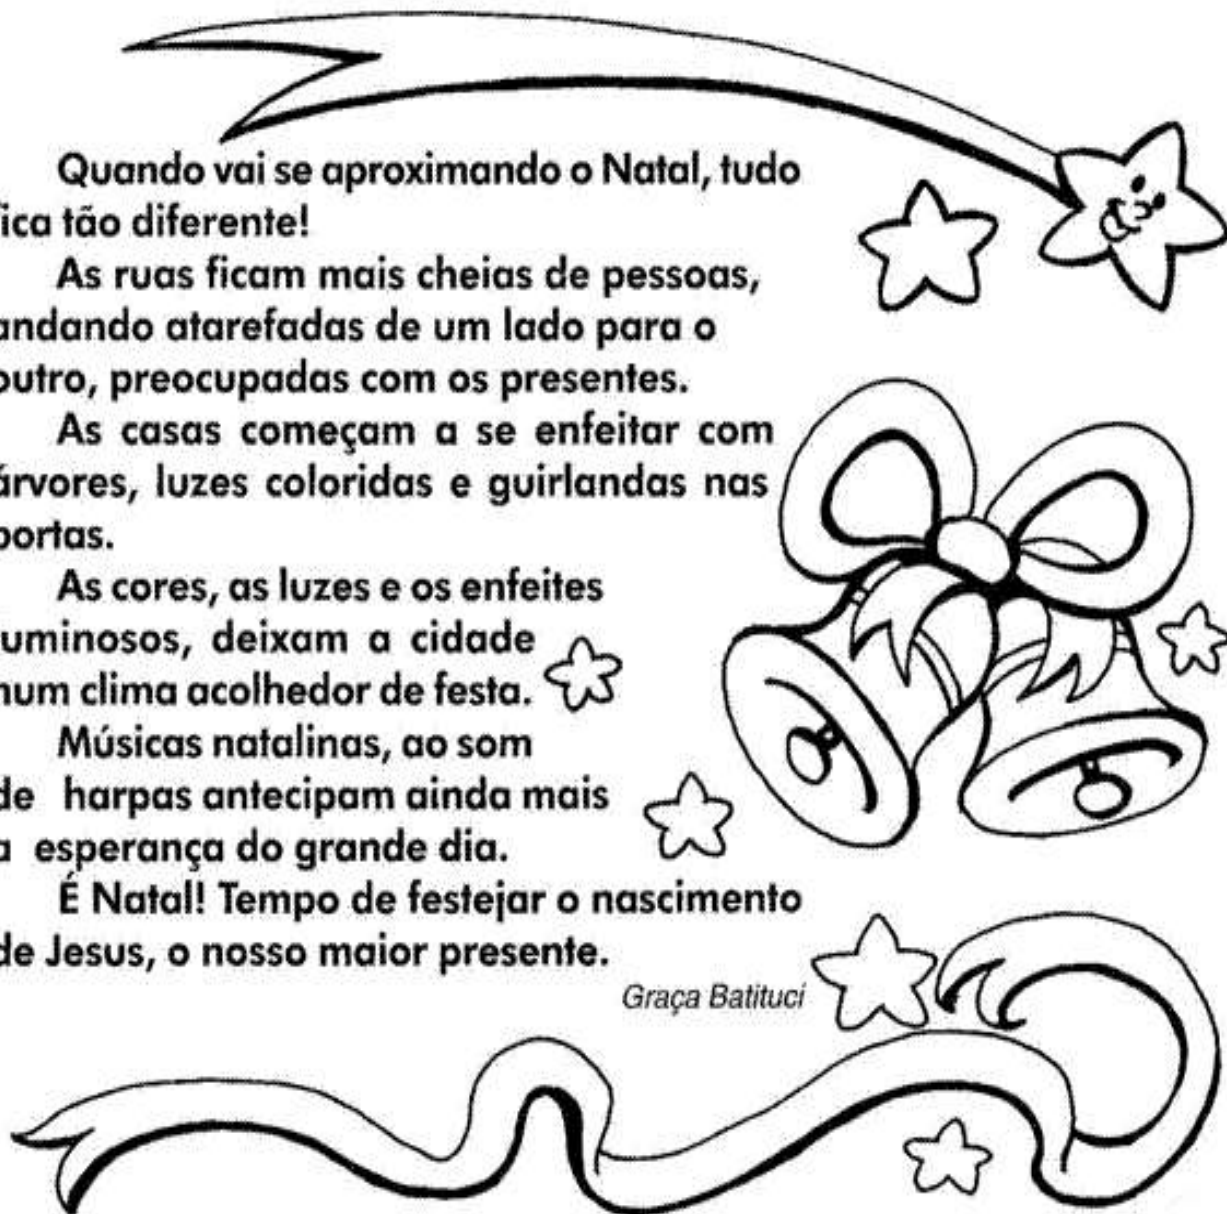 Quando vai se aproximando o Natal, tudo
fica tão diferente!
As ruas ficam mais cheias de pessoas,
andando atarefadas de um lado para o
outro, preocupadas com os presentes.
As casas começam a se enfeitar com
árvores, luzes coloridas e guirlandas nas
portas.
As cores, as luzes e os enfeites
luminosos, deixam a cidade
num clima acolhedor de festa.
Músicas natalinas, ao som
de harpas antecipam ainda mais
a esperança do grande dia.
É Natal! Tempo de festejar o nascimento
de Jesus, o nosso maior presente.
Graça Batituci